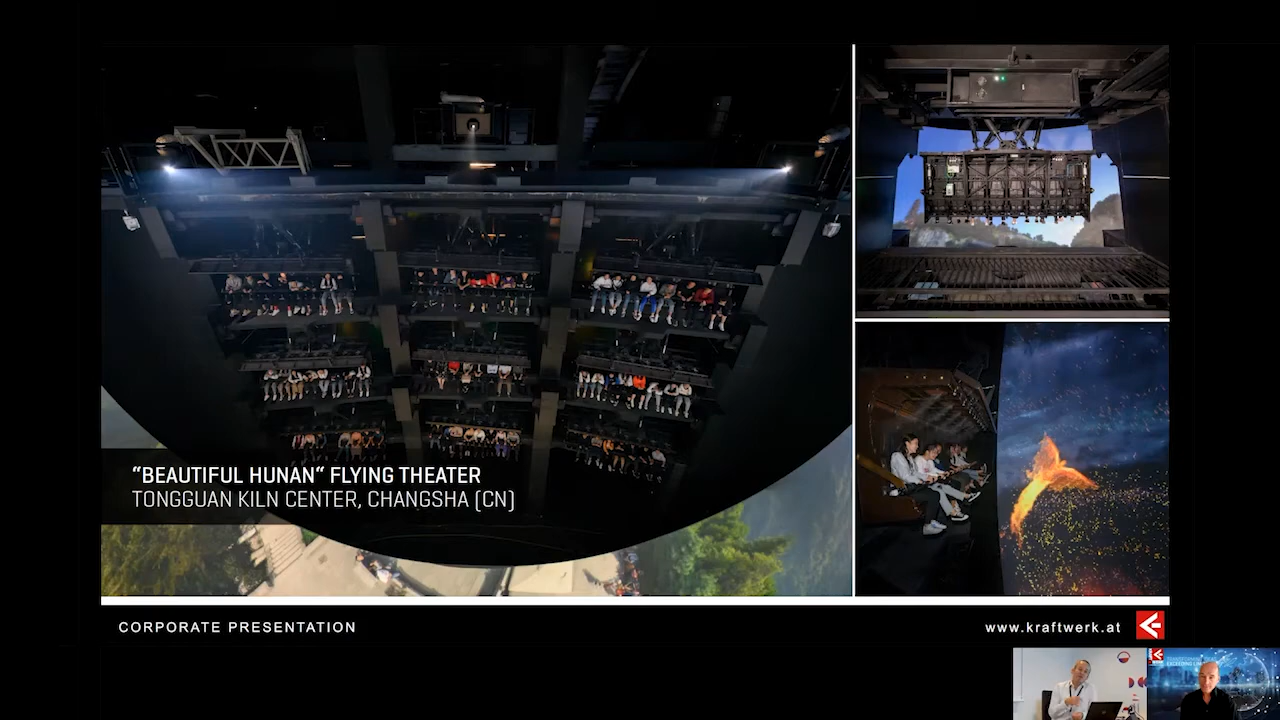 “BEAUTIFUL HUNAN“ FLYING THEATER
TONGGUAN KILN CENTER, CHANGSHA (CN)
CORPORATE PRESENTATION
www.kraftwerk.at